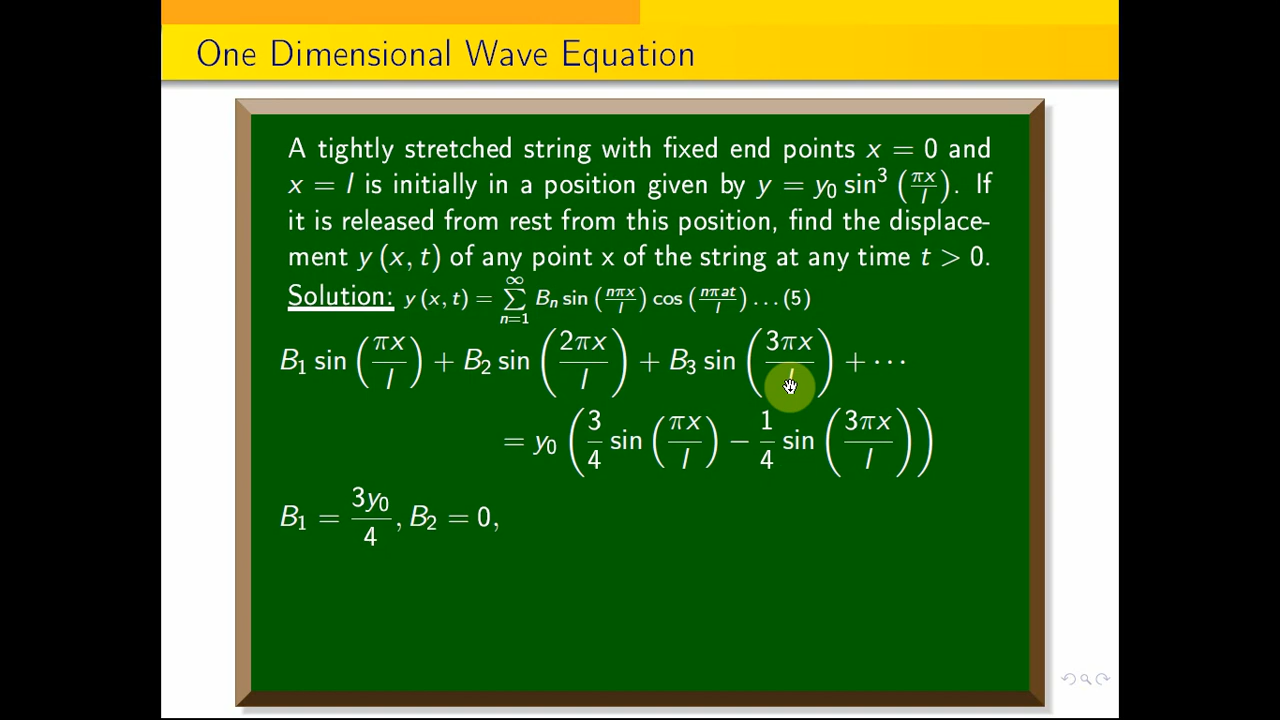 One Dimensional Wave Equation
A tightly stretched string with fixed end points x = 0 and
x = l is initially in a position given by y = y₀ sin³ (πx/l). If
it is released from rest from this position, find the displace-
ment y (x, t) of any point x of the string at any time t > 0.
Solution: y (x, t) = ∑_{n=1}^{∞} Bₙ sin (nπx/l) cos (nπat/l) ... (5)
B₁ sin (πx/l) + B₂ sin (2πx/l) + B₃ sin (3πx/l) + ⋯
= y₀ (3/4 sin (πx/l) − 1/4 sin (3πx/l))
B₁ = 3y₀/4, B₂ = 0,